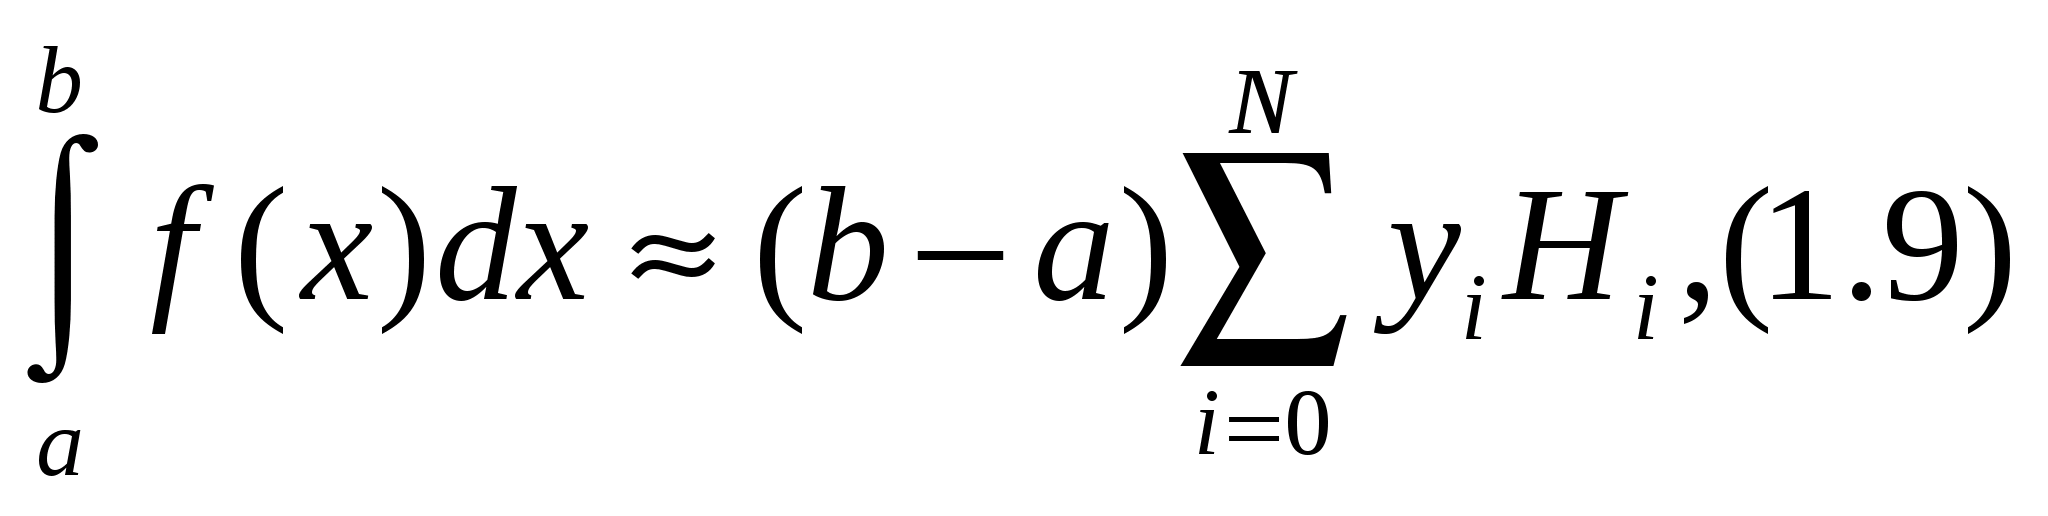 ∫_a^b f(x)dx ≈ (b − a) ∑_{i=0}^{N} y_i H_i ,(1.9)